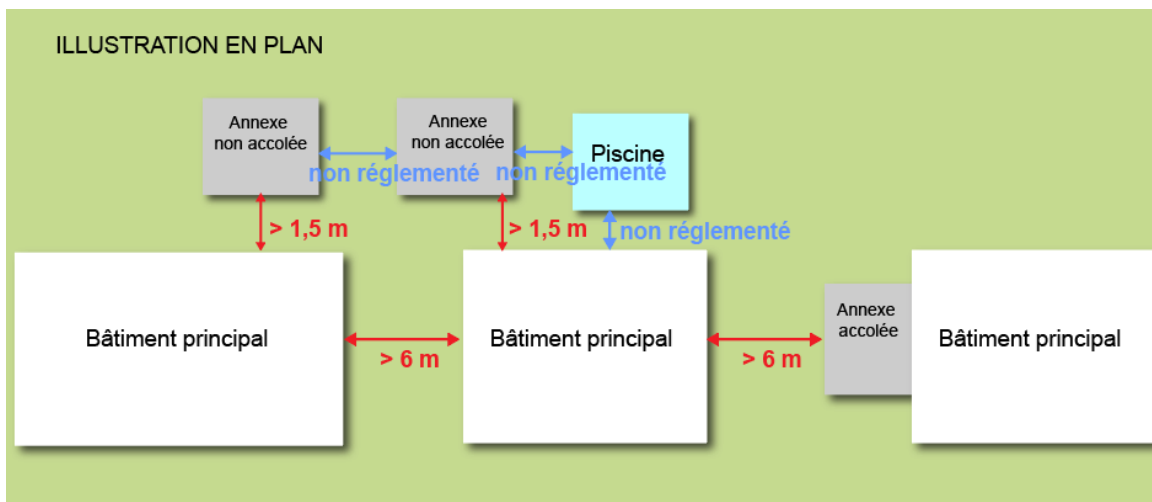 ILLUSTRATION EN PLAN
Annexe
non accolée
Annexe
non accolée
Piscine
non réglementé
non réglementé
> 1,5 m
> 1,5 m
non réglementé
Bâtiment principal
Bâtiment principal
Annexe
accolée
Bâtiment principal
> 6 m
> 6 m